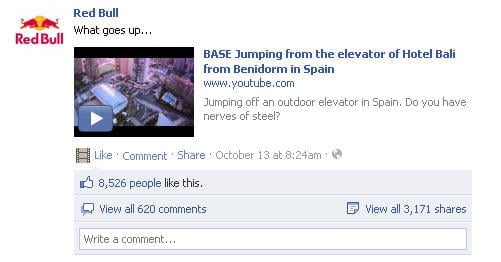 Red Bull
Red Bull
What goes up...
BASE Jumping from the elevator of Hotel Bali
from Benidorm in Spain
www.youtube.com
Jumping off an outdoor elevator in Spain. Do you have
nerves of steel?
Like · Comment · Share · October 13 at 8:24am ·
8,526 people like this.
View all 620 comments
View all 3,171 shares
Write a comment...